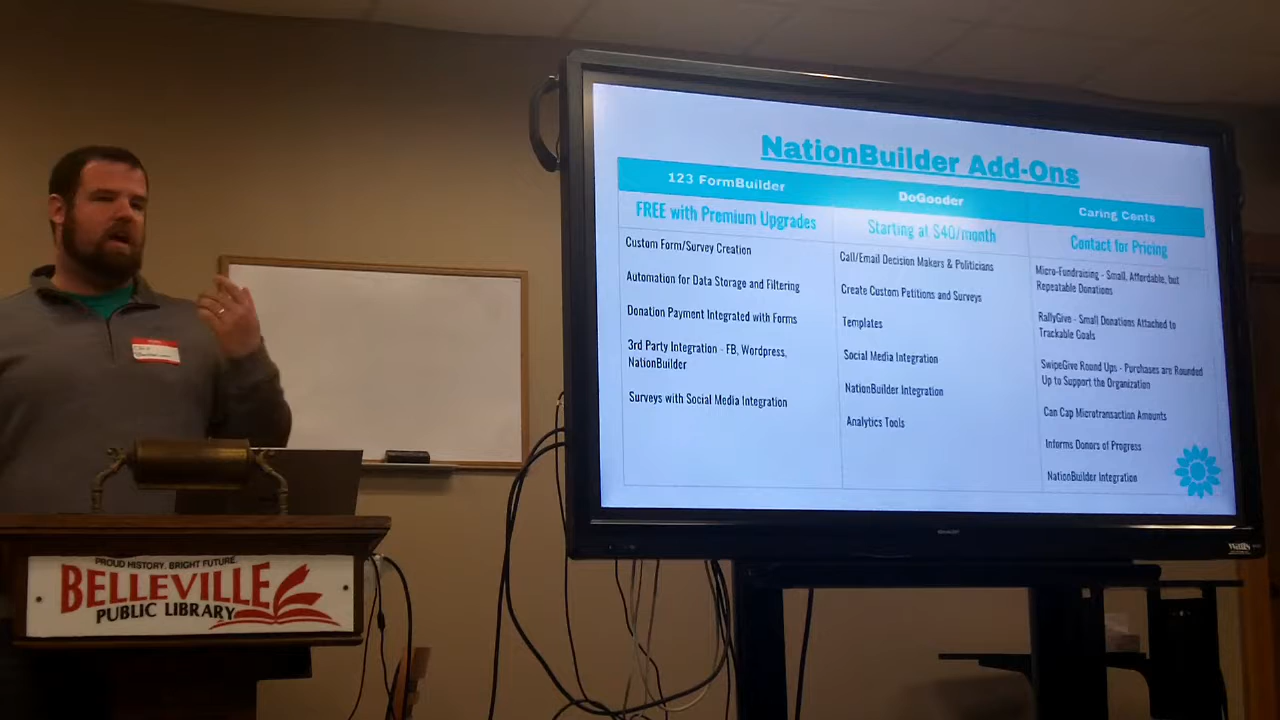 NationBuilder Add-Ons
123 FormBuilder
FREE with Premium Upgrades
Custom Form/Survey Creation
Automation for Data Storage and Filtering
Donation Payment Integrated with Forms
3rd Party Integration - FB, Wordpress,
NationBuilder
Surveys with Social Media Integration
DoGooder
Starting at $40/month
Call/Email Decision Makers & Politicians
Create Custom Petitions and Surveys
Templates
Social Media Integration
NationBuilder Integration
Analytics Tools
Caring Cents
Contact for Pricing
Micro-Fundraising - Small, Affordable, but
Repeatable Donations
RallyGive - Small Donations Attached to
Trackable Goals
SwipeGive Round Ups - Purchases are Rounded
Up to Support the Organization
Can Cap Microtransaction Amounts
Informs Donors of Progress
NationBuilder Integration
SHARP
PROUD HISTORY. BRIGHT FUTURE.
BELLEVILLE
PUBLIC LIBRARY